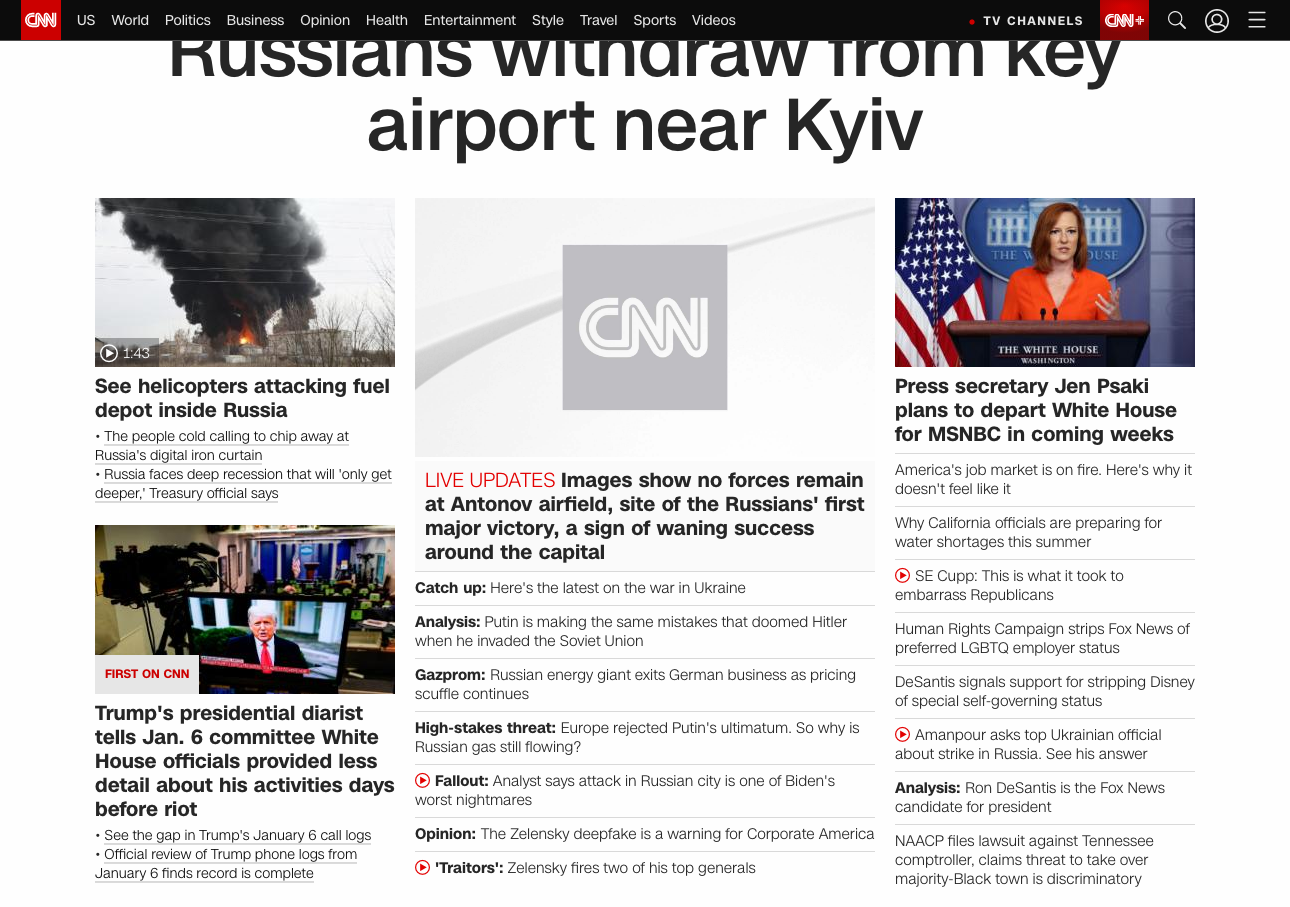 CNN US World Politics Business Opinion Health Entertainment Style Travel Sports Videos TV CHANNELS CNN+
Russians withdraw from key
airport near Kyiv
1:43
See helicopters attacking fuel
depot inside Russia
• The people cold calling to chip away at
Russia's digital iron curtain
• Russia faces deep recession that will 'only get
deeper,' Treasury official says
FIRST ON CNN
Trump's presidential diarist
tells Jan. 6 committee White
House officials provided less
detail about his activities days
before riot
• See the gap in Trump's January 6 call logs
• Official review of Trump phone logs from
January 6 finds record is complete
CNN
LIVE UPDATES Images show no forces remain
at Antonov airfield, site of the Russians' first
major victory, a sign of waning success
around the capital
Catch up: Here's the latest on the war in Ukraine
Analysis: Putin is making the same mistakes that doomed Hitler
when he invaded the Soviet Union
Gazprom: Russian energy giant exits German business as pricing
scuffle continues
High-stakes threat: Europe rejected Putin's ultimatum. So why is
Russian gas still flowing?
Fallout: Analyst says attack in Russian city is one of Biden's
worst nightmares
Opinion: The Zelensky deepfake is a warning for Corporate America
'Traitors': Zelensky fires two of his top generals
THE WHITE HOUSE
THE WHITE HOUSE
WASHINGTON
Press secretary Jen Psaki
plans to depart White House
for MSNBC in coming weeks
America's job market is on fire. Here's why it
doesn't feel like it
Why California officials are preparing for
water shortages this summer
SE Cupp: This is what it took to
embarrass Republicans
Human Rights Campaign strips Fox News of
preferred LGBTQ employer status
DeSantis signals support for stripping Disney
of special self-governing status
Amanpour asks top Ukrainian official
about strike in Russia. See his answer
Analysis: Ron DeSantis is the Fox News
candidate for president
NAACP files lawsuit against Tennessee
comptroller, claims threat to take over
majority-Black town is discriminatory